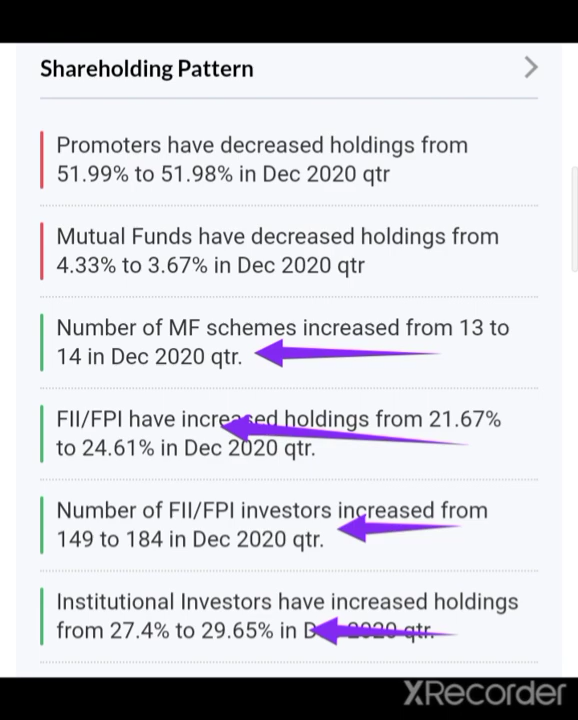 Shareholding Pattern
Promoters have decreased holdings from
51.99% to 51.98% in Dec 2020 qtr
Mutual Funds have decreased holdings from
4.33% to 3.67% in Dec 2020 qtr
Number of MF schemes increased from 13 to
14 in Dec 2020 qtr.
FII/FPI have increased holdings from 21.67%
to 24.61% in Dec 2020 qtr.
Number of FII/FPI investors increased from
149 to 184 in Dec 2020 qtr.
Institutional Investors have increased holdings
from 27.4% to 29.65% in Dec 2020 qtr.
XRecorder